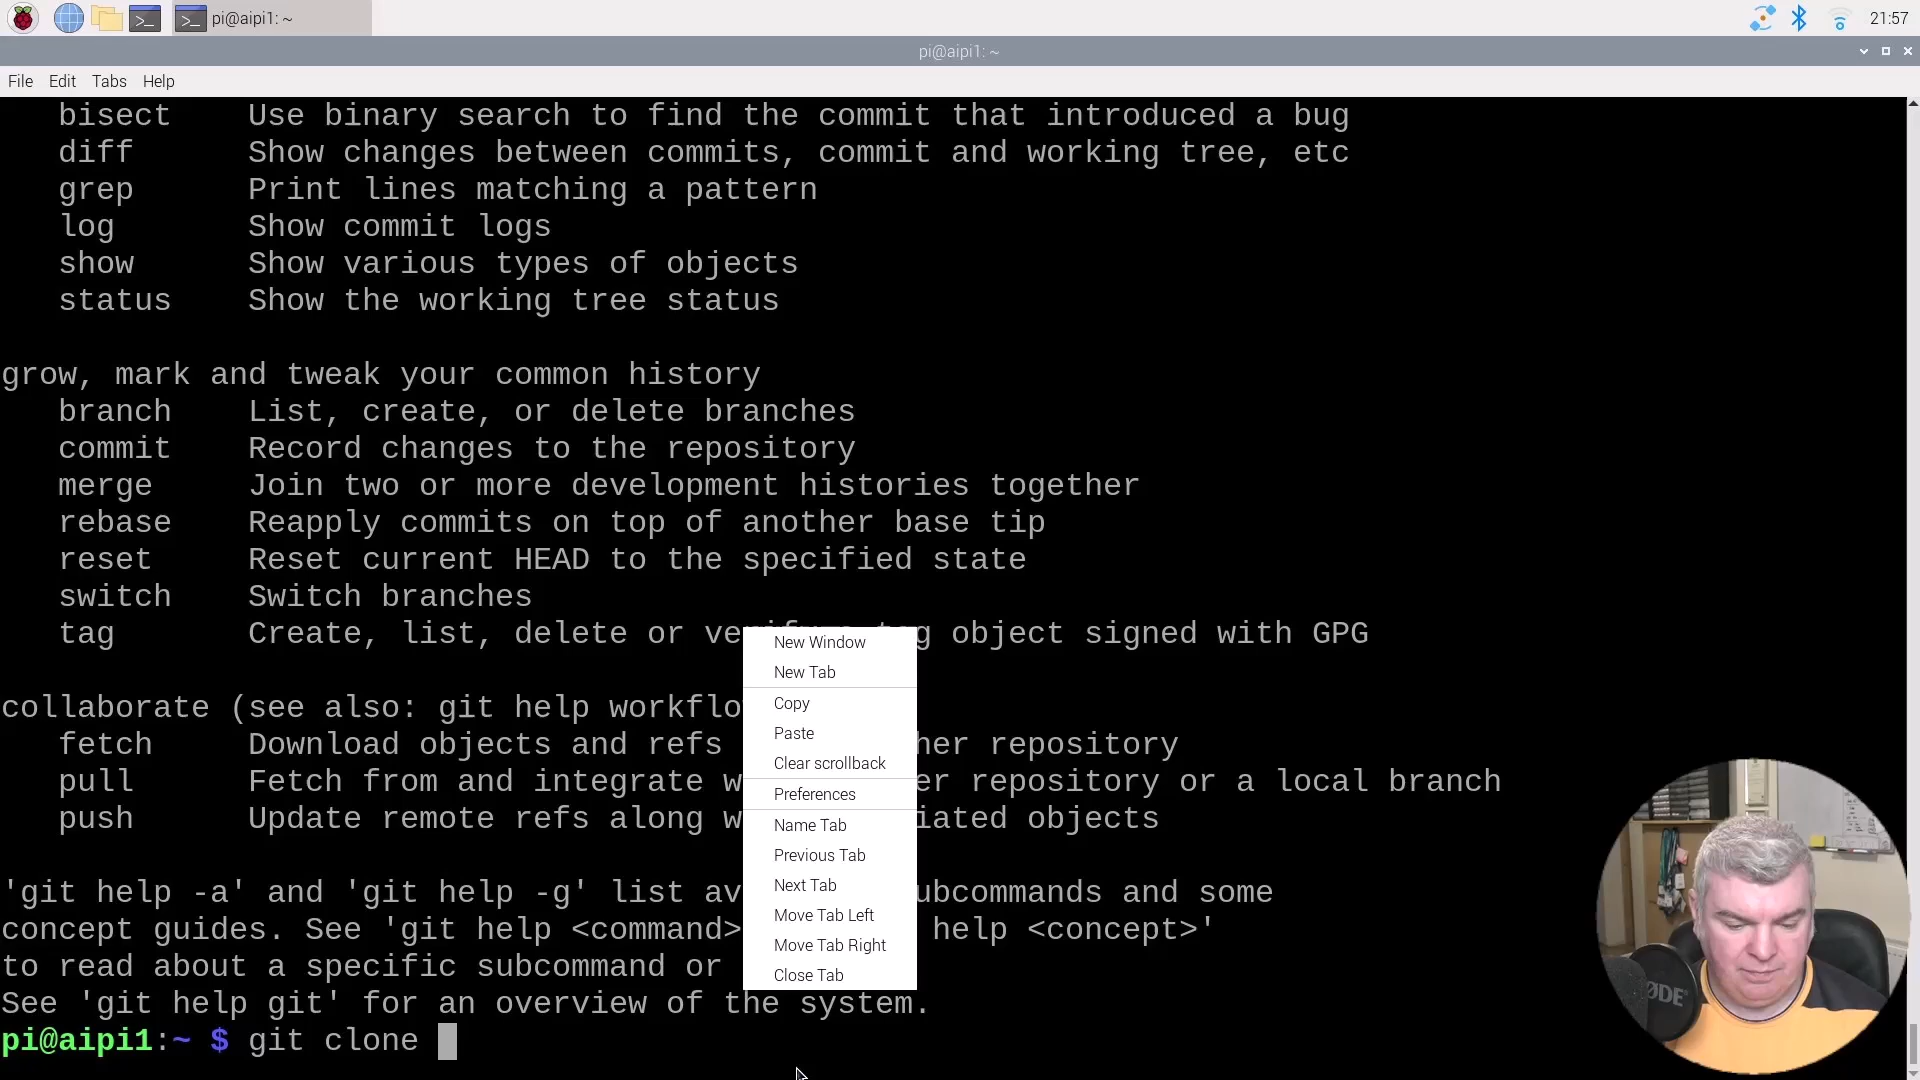 pi@aipi1: ~
21:57
pi@aipi1: ~
File Edit Tabs Help
bisect Use binary search to find the commit that introduced a bug
diff Show changes between commits, commit and working tree, etc
grep Print lines matching a pattern
log Show commit logs
show Show various types of objects
status Show the working tree status
grow, mark and tweak your common history
branch List, create, or delete branches
commit Record changes to the repository
merge Join two or more development histories together
rebase Reapply commits on top of another base tip
reset Reset current HEAD to the specified state
switch Switch branches
tag Create, list, delete or object signed with GPG
collaborate (see also: git help workflo
fetch Download objects and refs her repository
pull Fetch from and integrate w er repository or a local branch
push Update remote refs along w iated objects
'git help -a' and 'git help -g' list av ubcommands and some
concept guides. See 'git help <command> help <concept>'
to read about a specific subcommand or
See 'git help git' for an overview of the system.
pi@aipi1:~ $ git clone
New Window
New Tab
Copy
Paste
Clear scrollback
Preferences
Name Tab
Previous Tab
Next Tab
Move Tab Left
Move Tab Right
Close Tab
RØDE